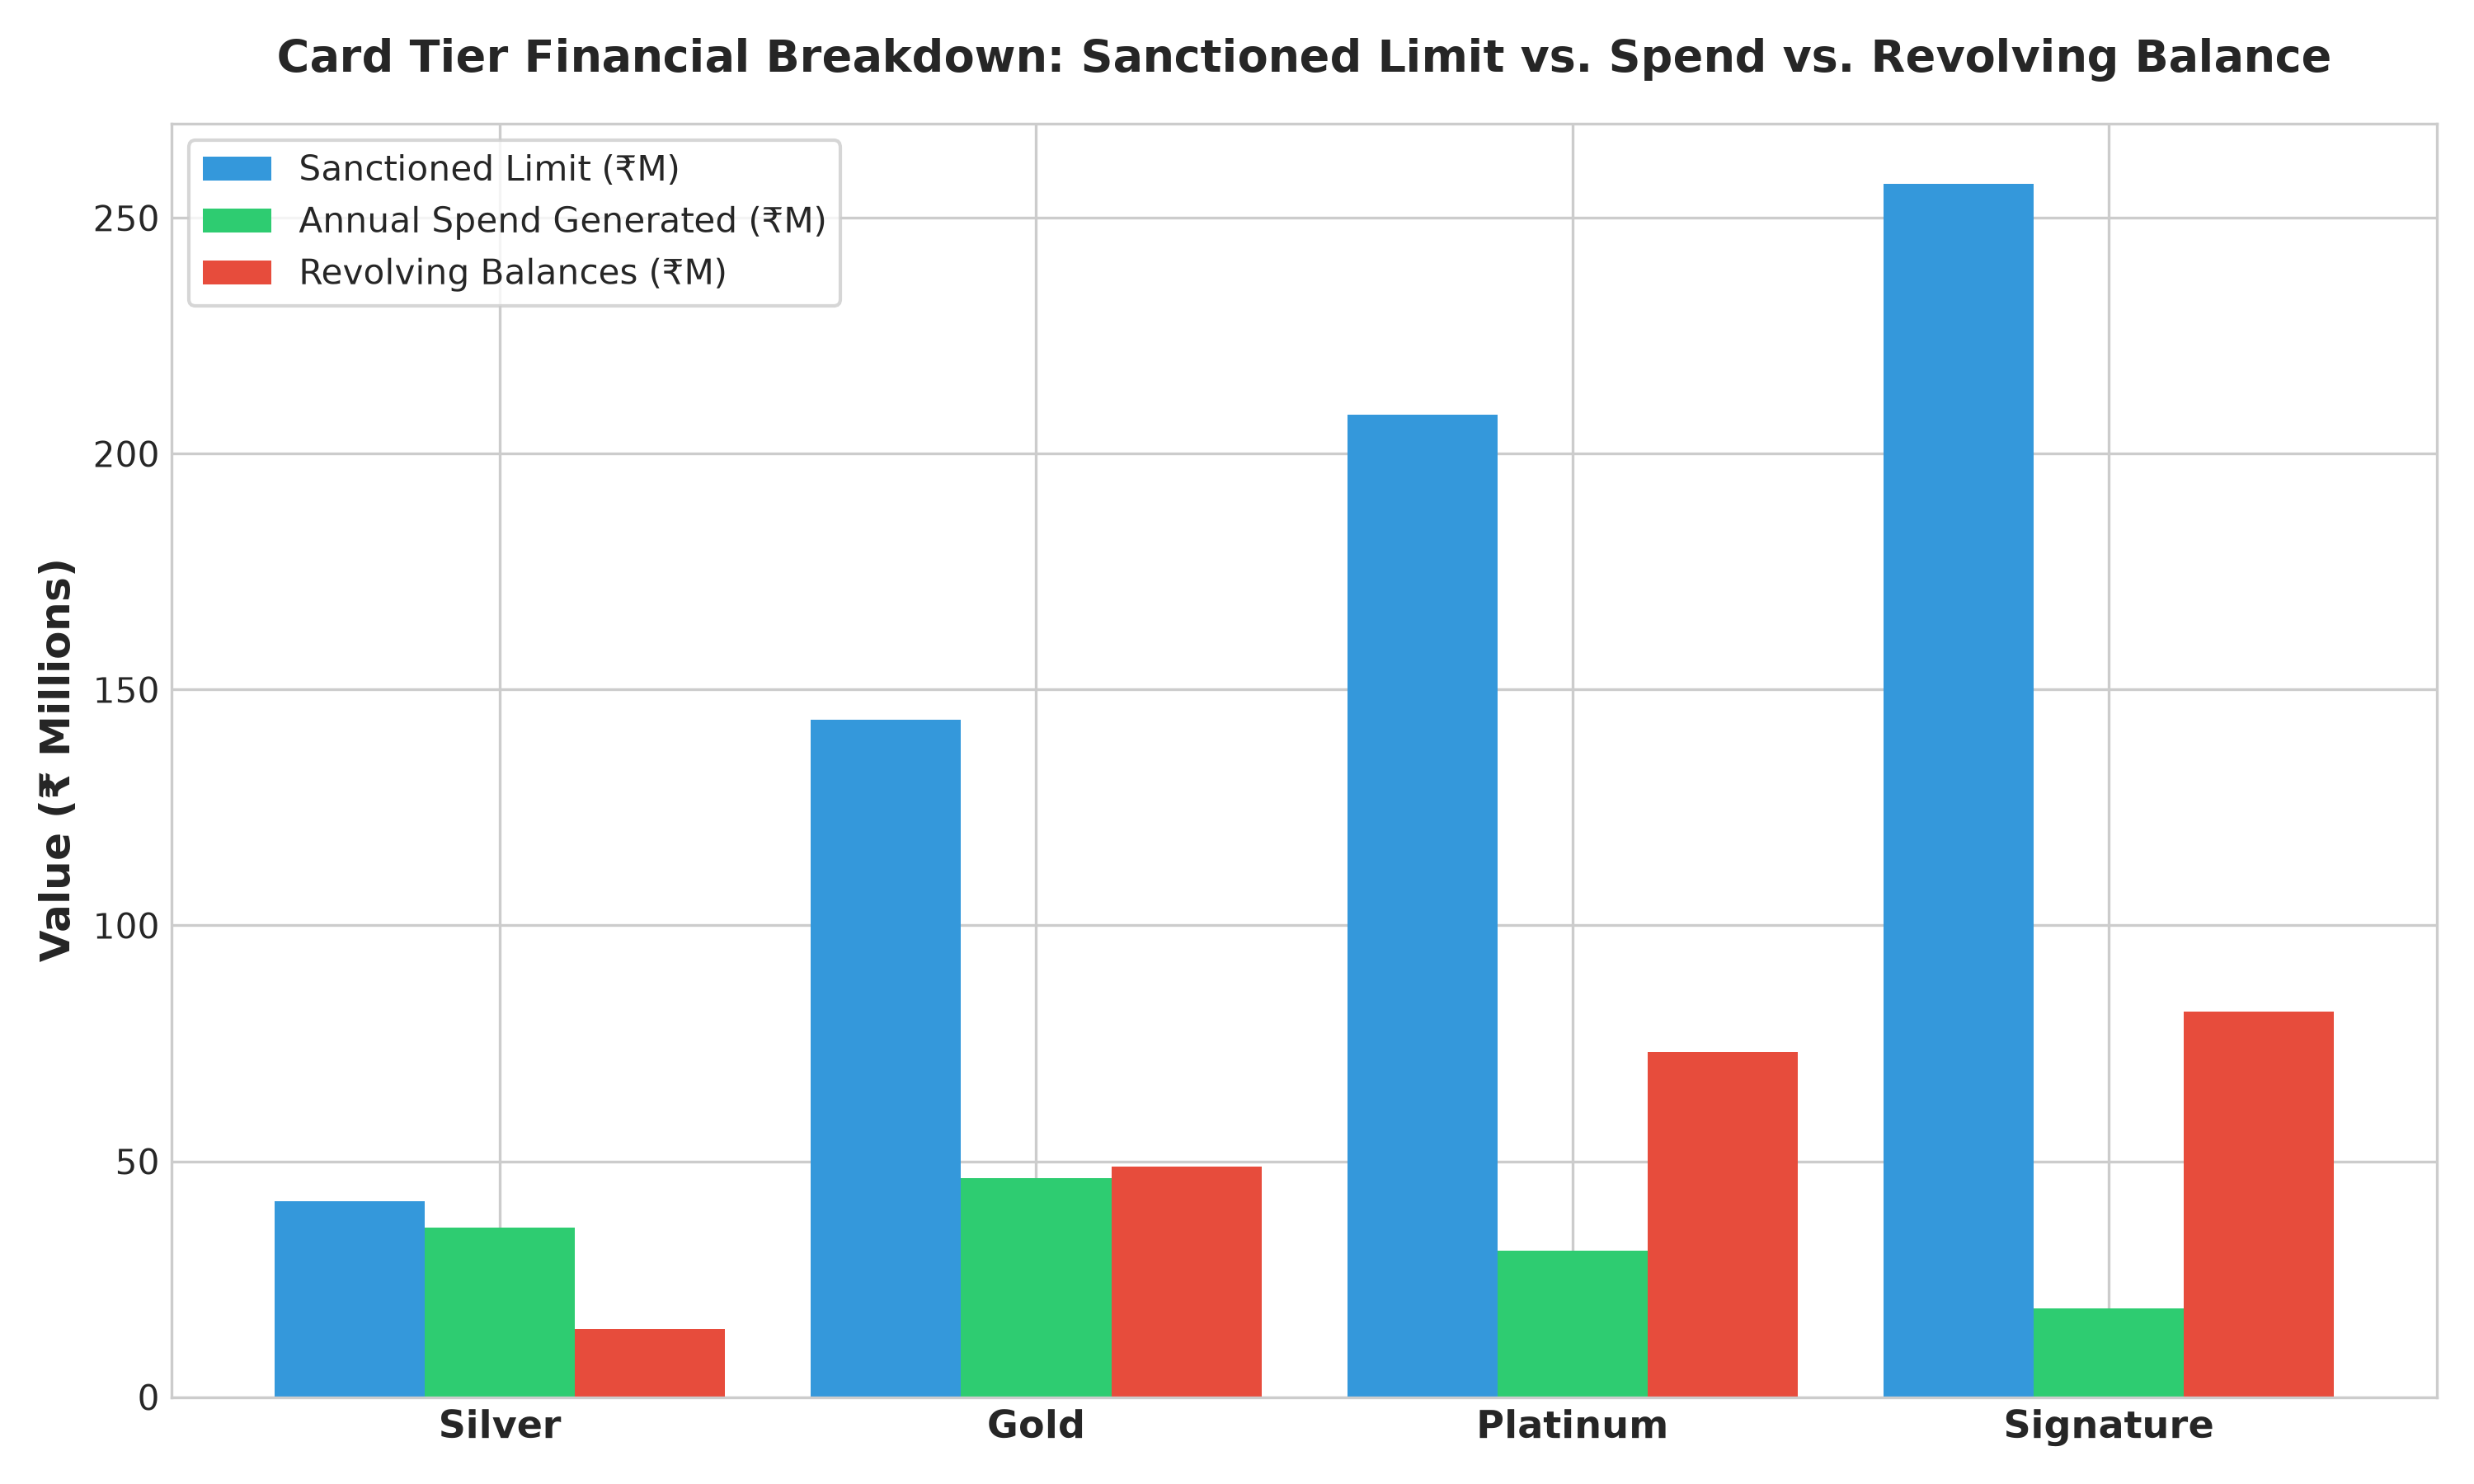 Card Tier Financial Breakdown: Sanctioned Limit vs. Spend vs. Revolving Balance
Sanctioned Limit (₹M)
Annual Spend Generated (₹M)
Revolving Balances (₹M)
Value (₹ Millions)
250
200
150
100
50
0
Silver
Gold
Platinum
Signature